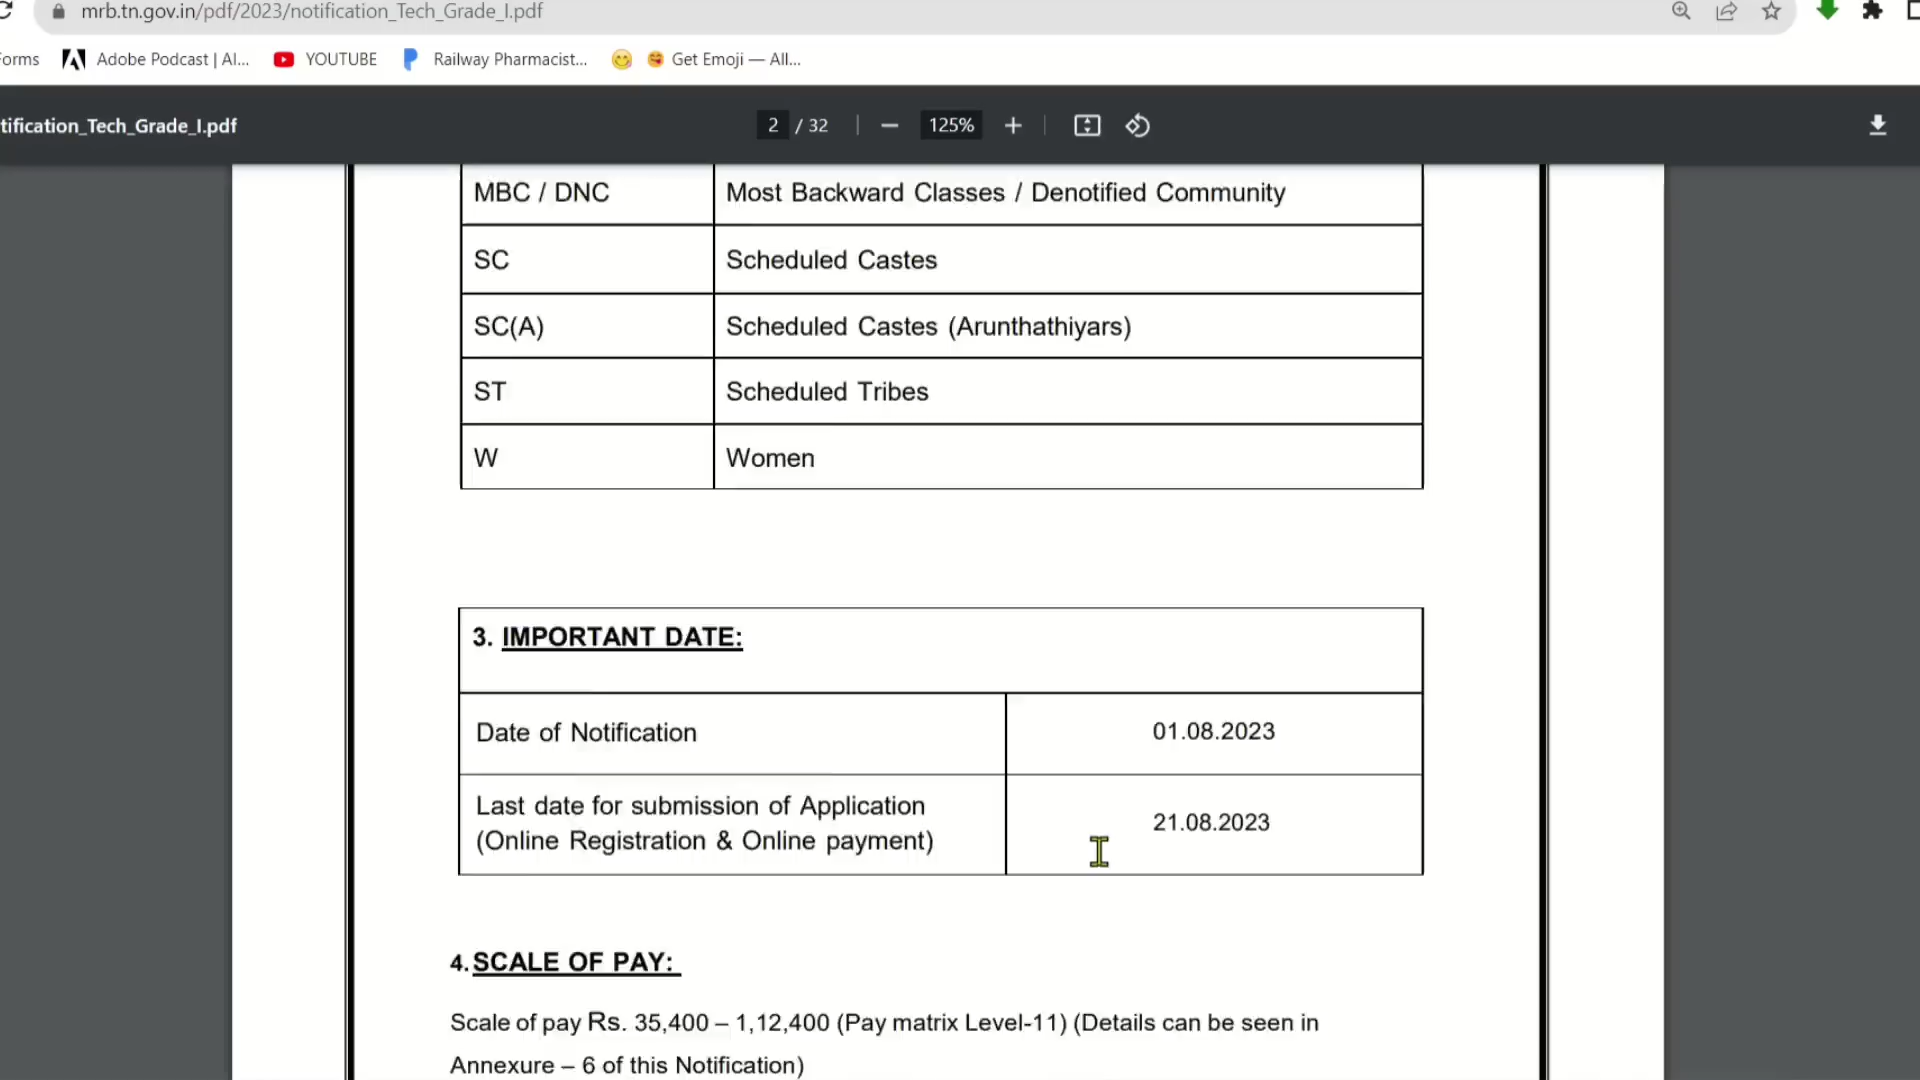 mrb.tn.gov.in/pdf/2023/notification_Tech_Grade_I.pdf
orms Adobe Podcast | AI... YOUTUBE Railway Pharmacist... Get Emoji — All...
tification_Tech_Grade_I.pdf 2 / 32 125%
MBC / DNC Most Backward Classes / Denotified Community
SC Scheduled Castes
SC(A) Scheduled Castes (Arunthathiyars)
ST Scheduled Tribes
W Women
3. IMPORTANT DATE:
Date of Notification 01.08.2023
Last date for submission of Application
(Online Registration & Online payment) 21.08.2023
4. SCALE OF PAY:
Scale of pay Rs. 35,400 – 1,12,400 (Pay matrix Level-11) (Details can be seen in
Annexure – 6 of this Notification)